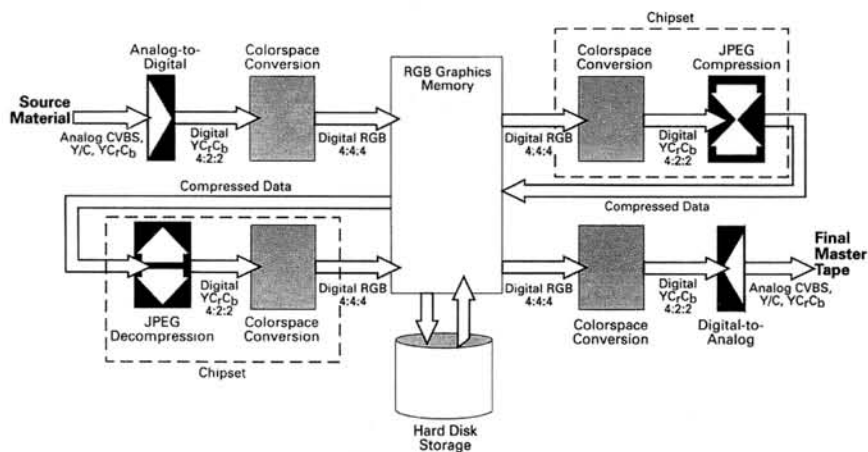 Chipset
Analog-to-
Digital
Colorspace
Conversion
RGB Graphics
Memory
Colorspace
Conversion
JPEG
Compression
Source
Material
Analog CVBS,
Y/C, YCrCb
Digital
YCrCb
4:2:2
Digital RGB
4:4:4
Digital RGB
4:4:4
Digital
YCrCb
4:2:2
Compressed Data
Compressed Data
JPEG
Decompression
Digital
YCrCb
4:2:2
Colorspace
Conversion
Digital RGB
4:4:4
Chipset
Digital RGB
4:4:4
Colorspace
Conversion
Digital
YCrCb
4:2:2
Digital-to-
Analog
Final
Master
Tape
Analog CVBS,
Y/C, YCrCb
Hard Disk
Storage